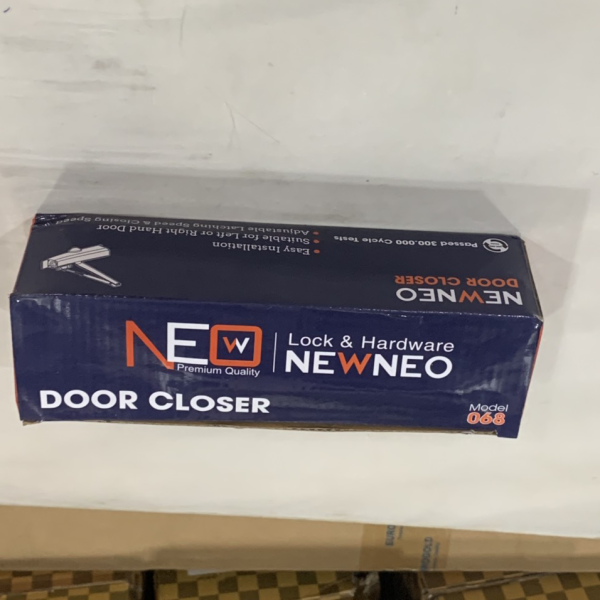 NEWNEO
DOOR CLOSER
Passed 300.000 Cycle Tests
• Easy Installation
• Suitable for Left or Right Hand Door
• Adjustable Latching Speed & Closing Speed
NEO
W
Premium Quality
Lock & Hardware
NEWNEO
DOOR CLOSER
Model
068